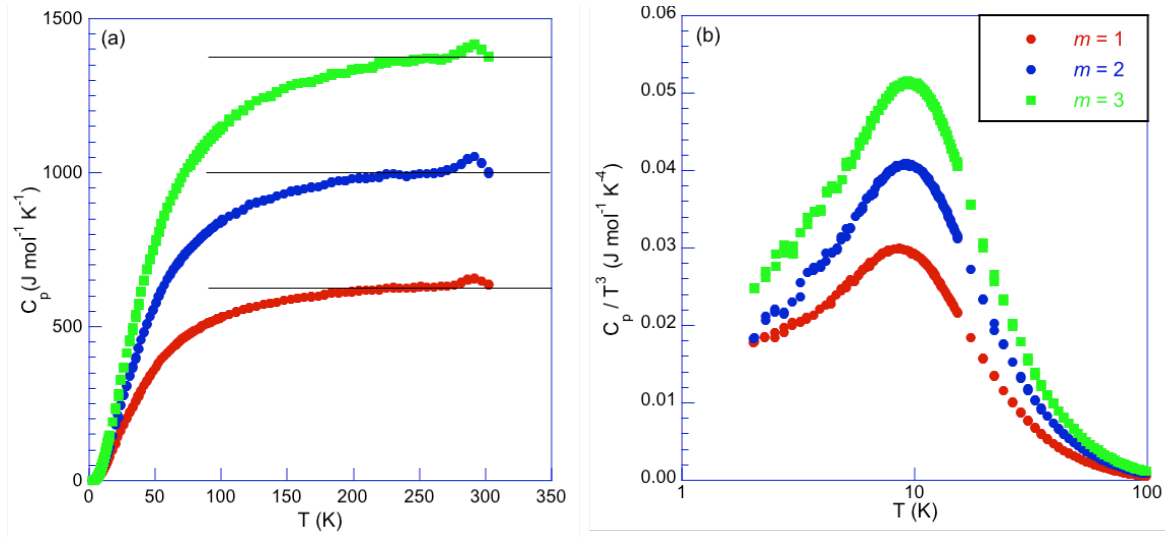 (a)
1500
1000
500
0
0 50 100 150 200 250 300 350
C_p (J mol⁻¹ K⁻¹)
T (K)
(b)
0.06
0.05
0.04
0.03
0.02
0.01
0.00
1 10 100
C_p / T³ (J mol⁻¹ K⁻⁴)
T (K)
m = 1
m = 2
m = 3